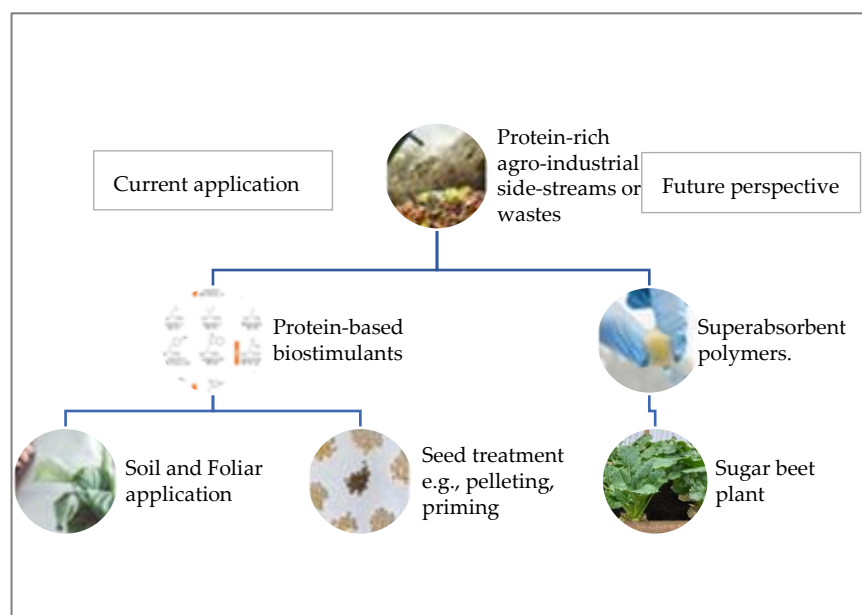 Protein-rich
agro-industrial
side-streams or
wastes
Current application
Future perspective
Protein-based
biostimulants
Superabsorbent
polymers.
Soil and Foliar
application
Seed treatment
e.g., pelleting,
priming
Sugar beet
plant